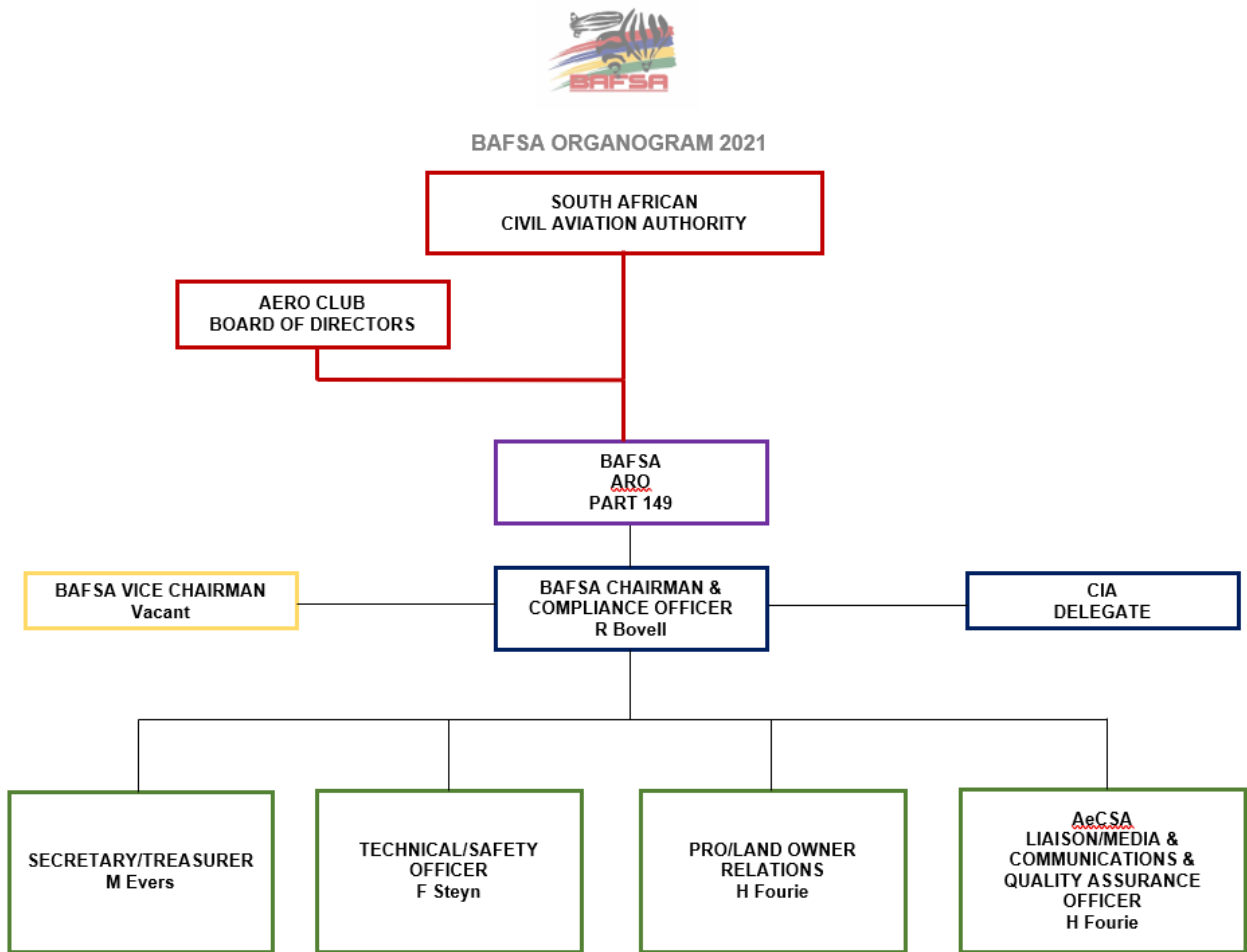 BAFSA
BAFSA ORGANOGRAM 2021
SOUTH AFRICAN
CIVIL AVIATION AUTHORITY
AERO CLUB
BOARD OF DIRECTORS
BAFSA
ARO
PART 149
BAFSA VICE CHAIRMAN
Vacant
BAFSA CHAIRMAN &
COMPLIANCE OFFICER
R Bovell
CIA
DELEGATE
SECRETARY/TREASURER
M Evers
TECHNICAL/SAFETY
OFFICER
F Steyn
PRO/LAND OWNER
RELATIONS
H Fourie
AeCSA
LIAISON/MEDIA &
COMMUNICATIONS &
QUALITY ASSURANCE
OFFICER
H Fourie